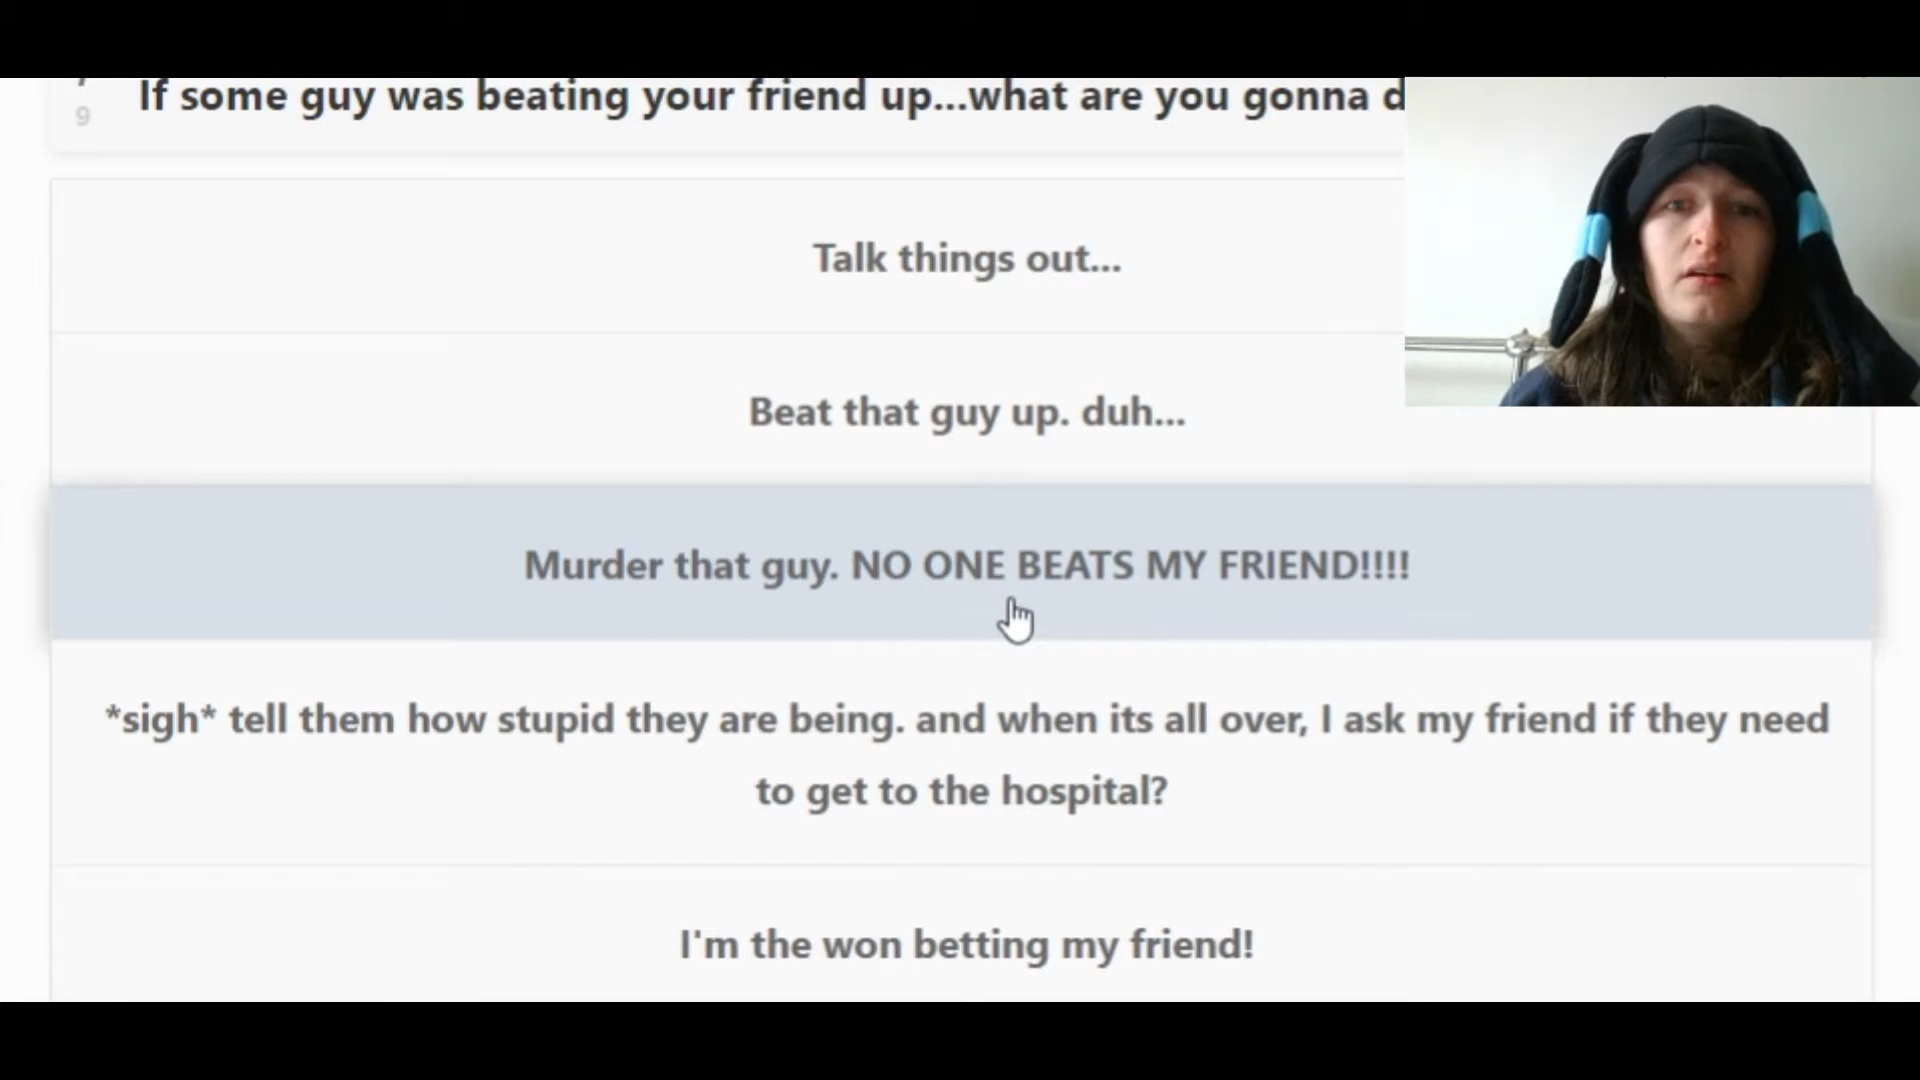 9
If some guy was beating your friend up...what are you gonna d
Talk things out...
Beat that guy up. duh...
Murder that guy. NO ONE BEATS MY FRIEND!!!!
*sigh* tell them how stupid they are being. and when its all over, I ask my friend if they need
to get to the hospital?
I'm the won betting my friend!